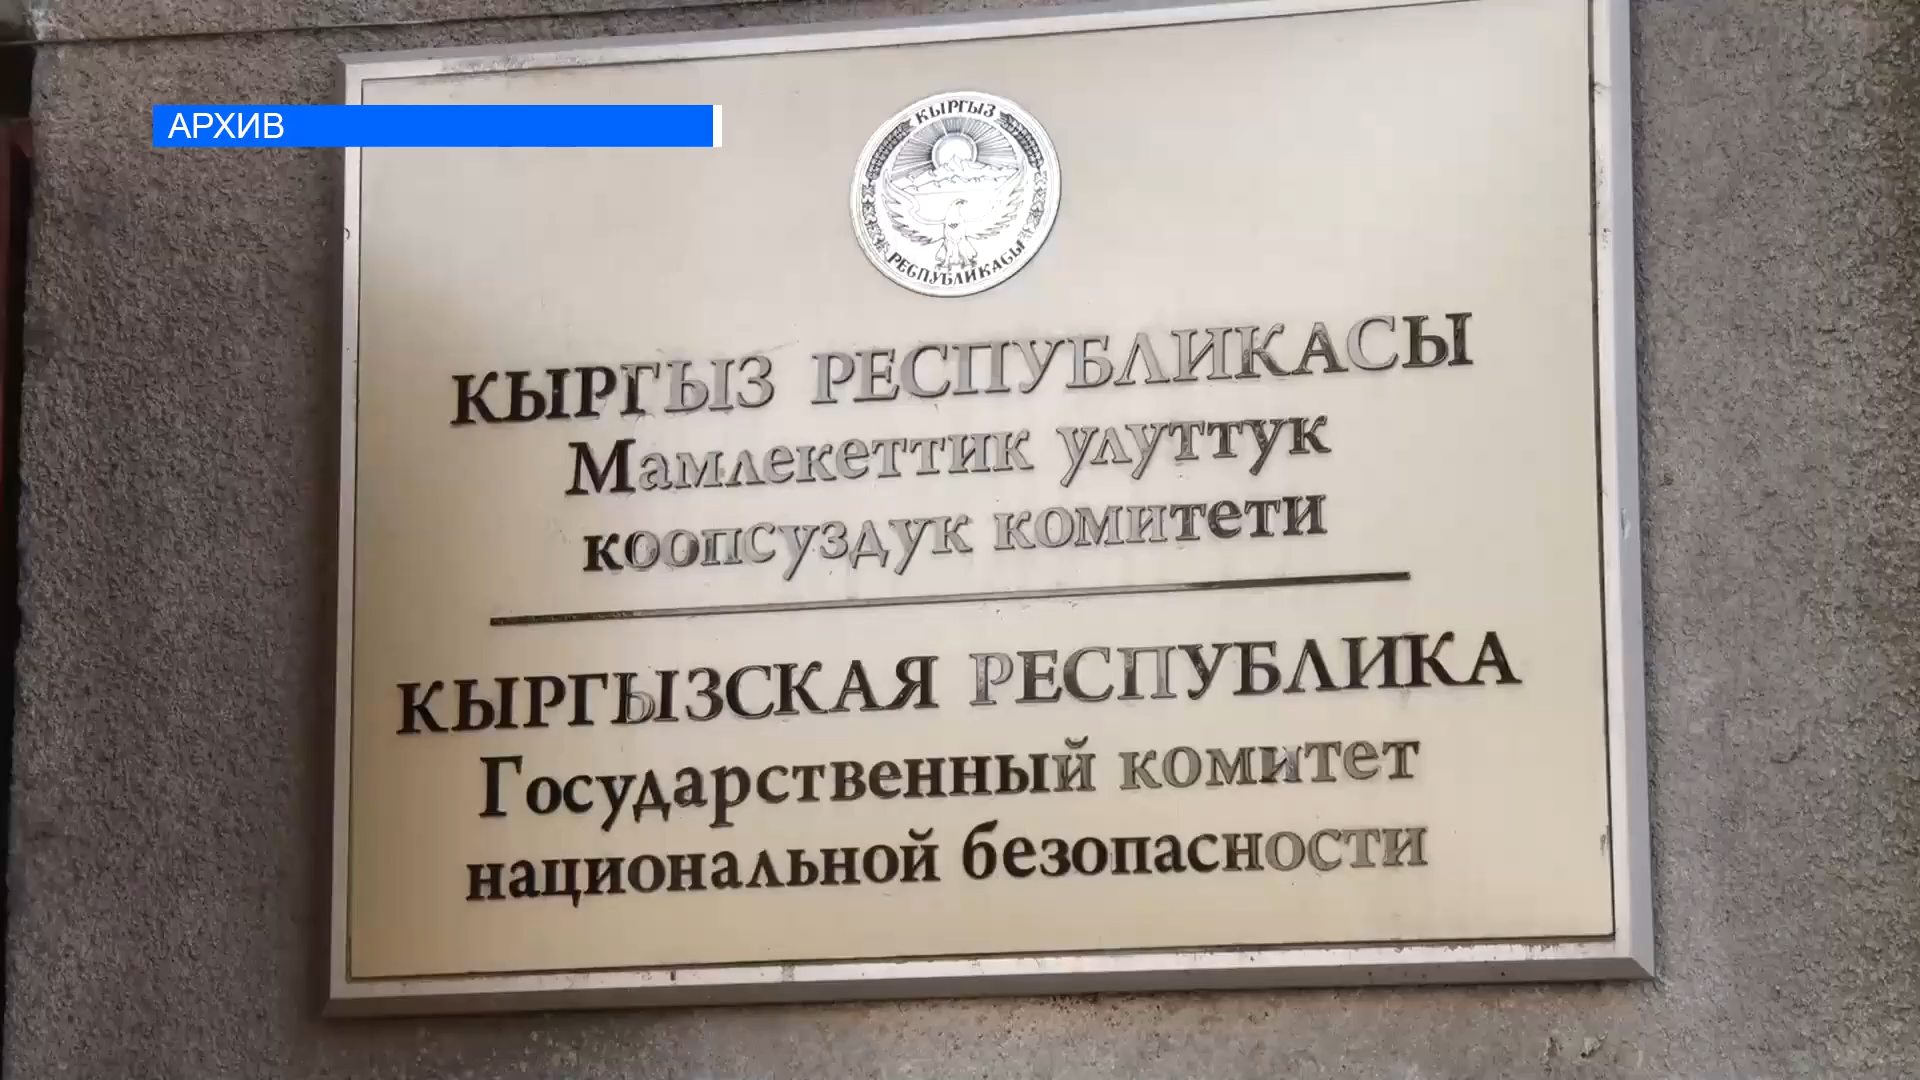 АРХИВ
КЫРГЫЗ
РЕСПУБЛИКАСЫ
КЫРГЫЗ РЕСПУБЛИКАСЫ
Мамлекеттик улуттук
коопсуздук комитети
КЫРГЫЗСКАЯ РЕСПУБЛИКА
Государственный комитет
национальной безопасности